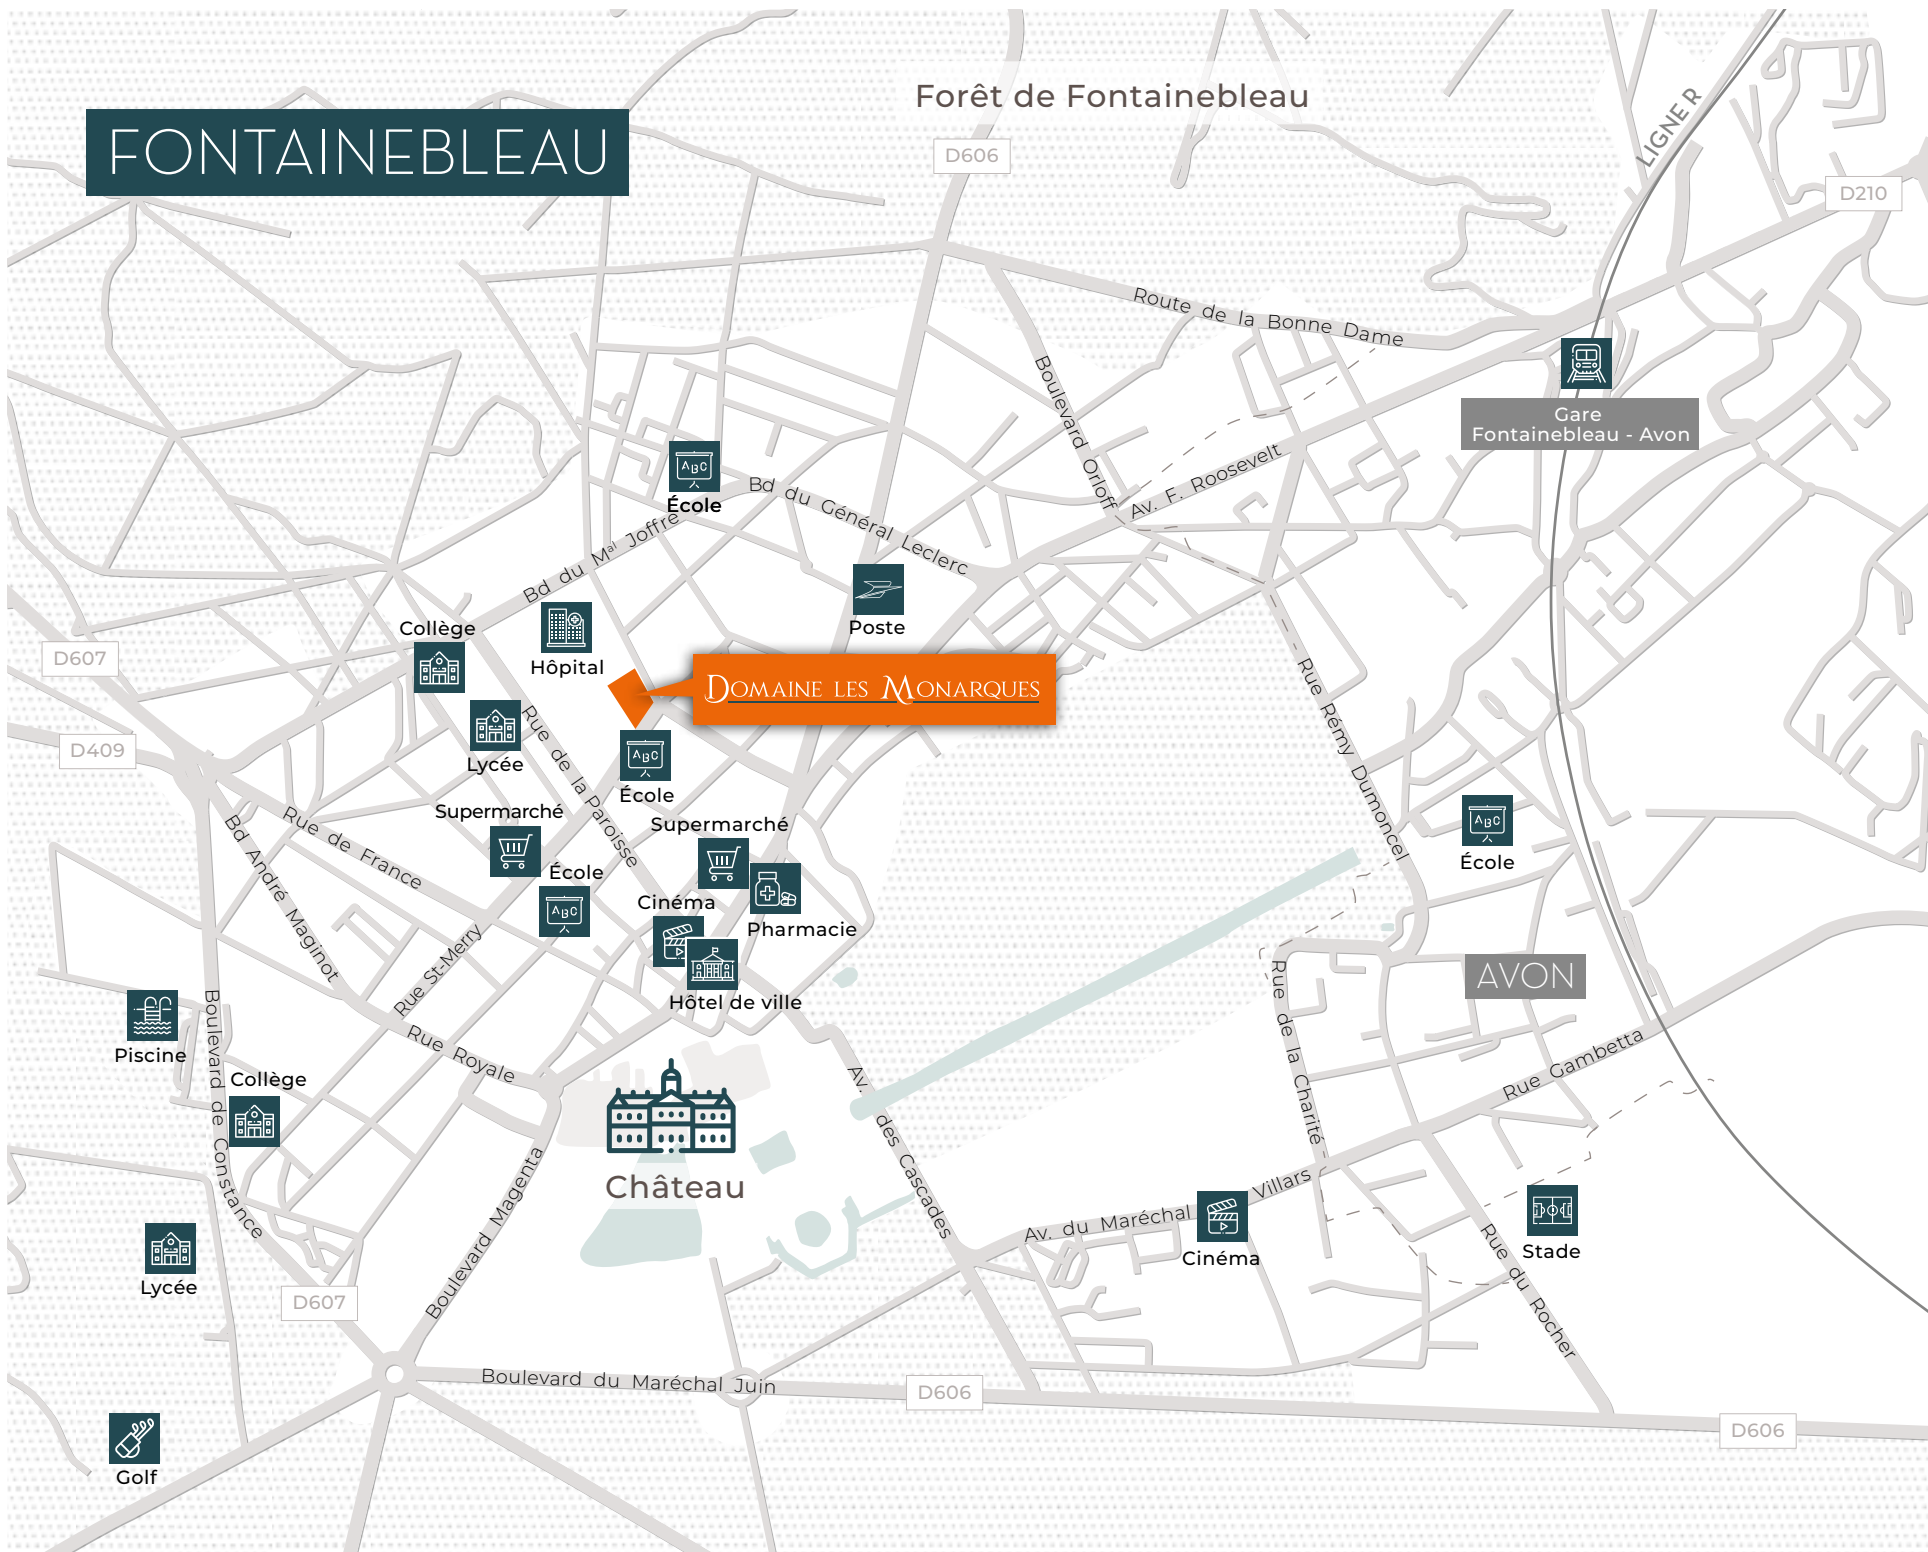 Forêt de Fontainebleau
FONTAINEBLEAU
LIGNE R
D606
D210
Route de la Bonne Dame
Boulevard Orloff
Gare
Fontainebleau - Avon
Av. F. Roosevelt
ABC
École
Bd du Général Leclerc
Bd du Mal Joffre
Poste
Collège
Hôpital
D607
DOMAINE LES MONARQUES
Rue Rémy Dumoncel
D409
Lycée
Rue de la Paroisse
ABC
École
Supermarché
Supermarché
Rue de France
Bd André Maginot
ABC
École
ABC
École
Cinéma
Pharmacie
Rue St-Merry
Hôtel de ville
AVON
Rue de la Charité
Piscine
Boulevard de Constance
Rue Royale
Collège
Av. des Cascades
Rue Gambetta
Château
Boulevard Magenta
Av. du Maréchal Villars
Cinéma
Stade
Lycée
Rue du Rocher
D607
Boulevard du Maréchal Juin
D606
D606
Golf